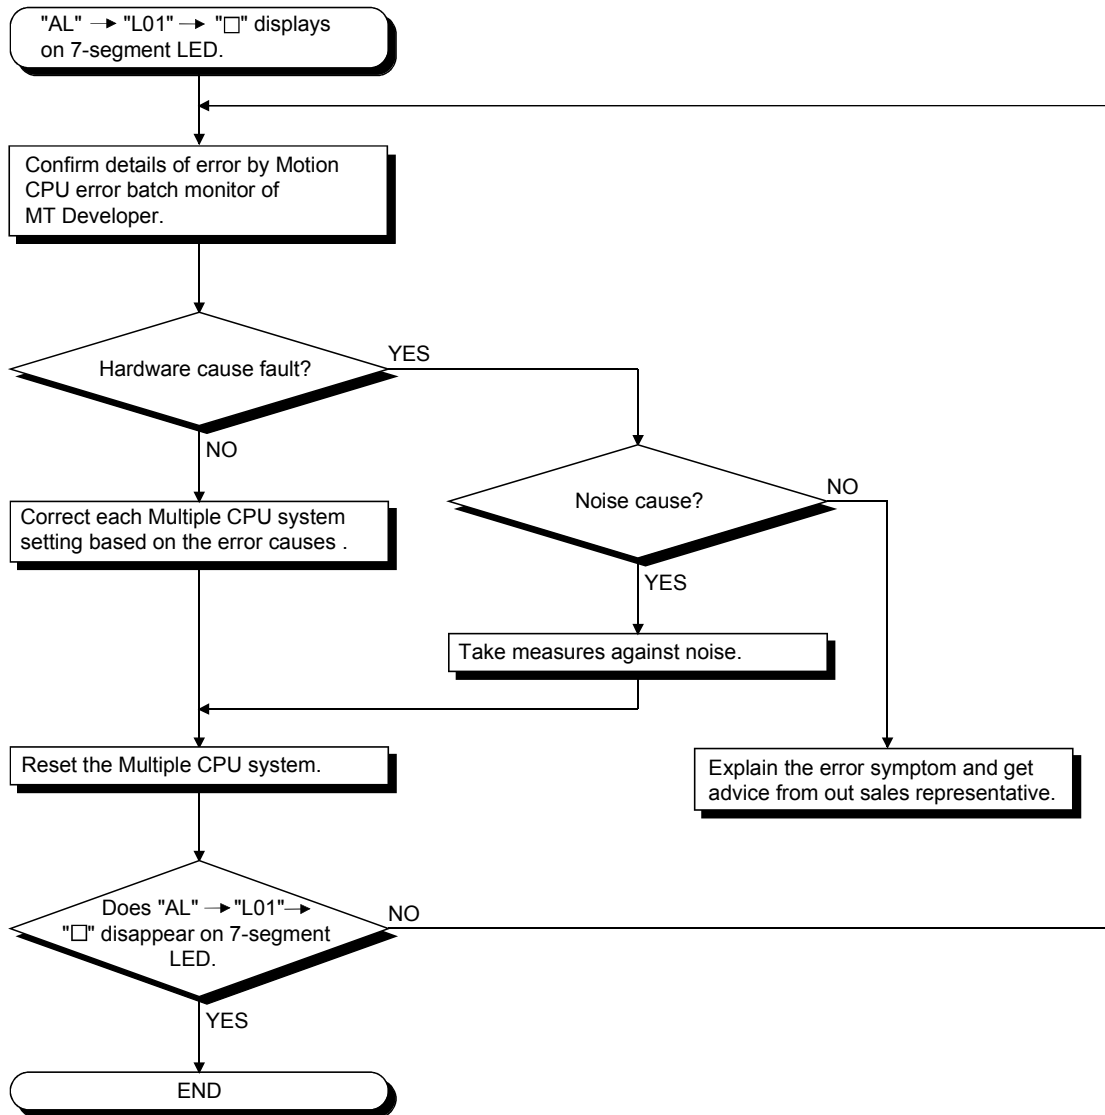 "AL" → "L01" → "□" displays
on 7-segment LED.
Confirm details of error by Motion
CPU error batch monitor of
MT Developer.
Hardware cause fault?
YES
NO
Noise cause?
NO
Correct each Multiple CPU system
setting based on the error causes .
YES
Take measures against noise.
Reset the Multiple CPU system.
Explain the error symptom and get
advice from out sales representative.
Does "AL" → "L01"→
"□" disappear on 7-segment
LED.
NO
YES
END